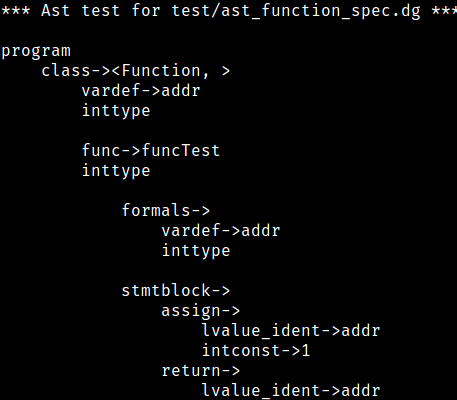 *** Ast test for test/ast_function_spec.dg ***
program
    class-><Function, >
        vardef->addr
        inttype
        func->funcTest
        inttype
            formals->
                vardef->addr
                inttype
            stmtblock->
                assign->
                    lvalue_ident->addr
                    intconst->1
                return->
                    lvalue_ident->addr